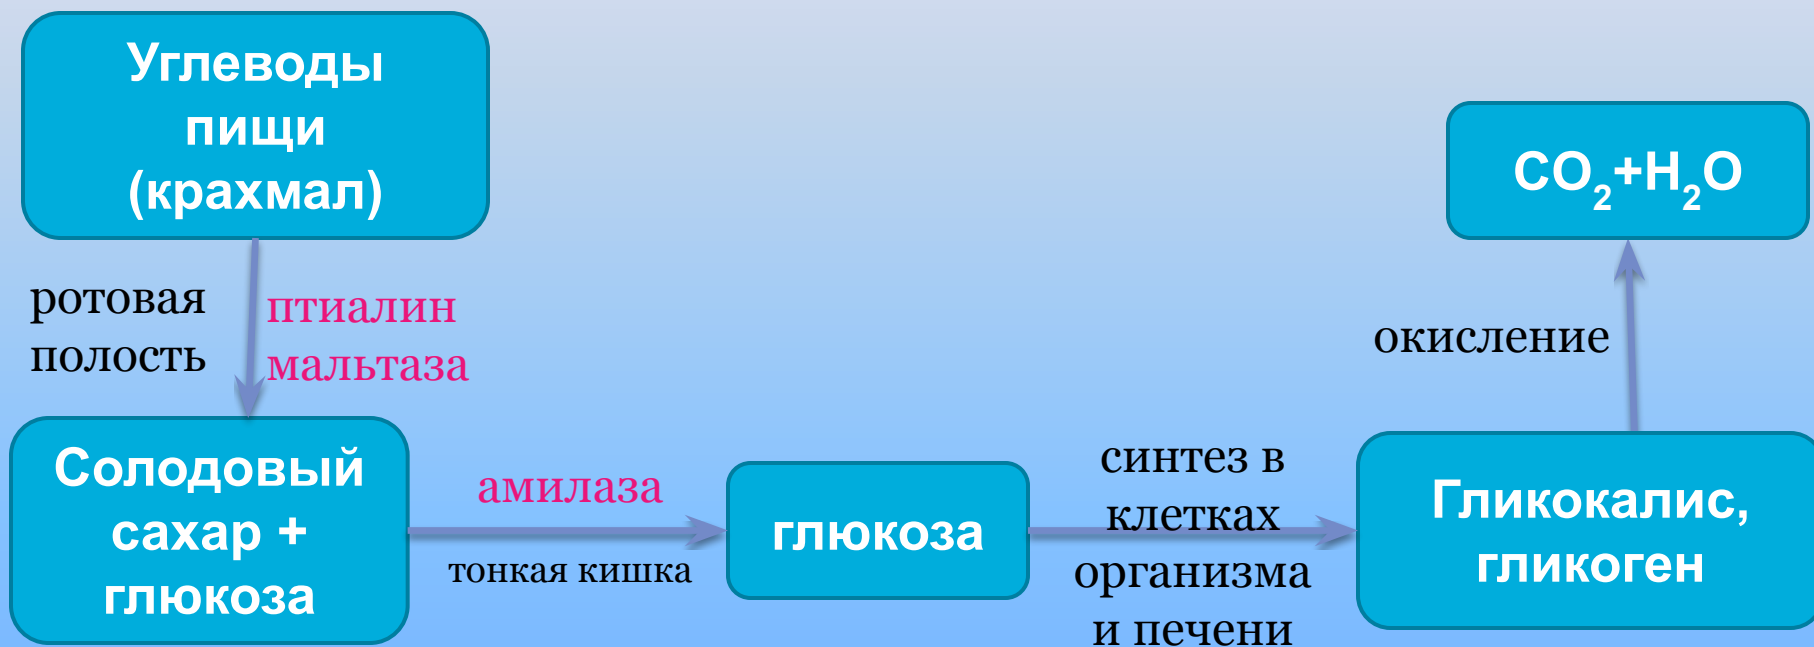 Углеводы
пищи
(крахмал)
ротовая
полость
птиалин
мальтаза
Солодовый
сахар +
глюкоза
амилаза
тонкая кишка
глюкоза
синтез в
клетках
организма
и печени
Гликокалис,
гликоген
окисление
CO₂+H₂O